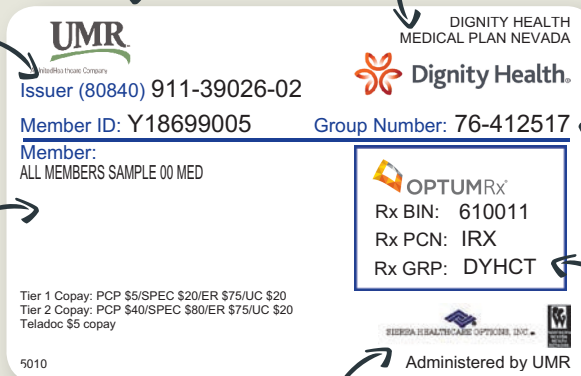 UMR
A UnitedHealthcare Company
DIGNITY HEALTH
MEDICAL PLAN NEVADA
Dignity Health.
Issuer (80840) 911-39026-02
Member ID: Y18699005
Group Number: 76-412517
Member:
ALL MEMBERS SAMPLE 00 MED
OPTUMRx
Rx BIN: 610011
Rx PCN: IRX
Rx GRP: DYHCT
Tier 1 Copay: PCP $5/SPEC $20/ER $75/UC $20
Tier 2 Copay: PCP $40/SPEC $80/ER $75/UC $20
Teladoc $5 copay
SIERRA HEALTHCARE OPTIONS, INC.
5010
Administered by UMR